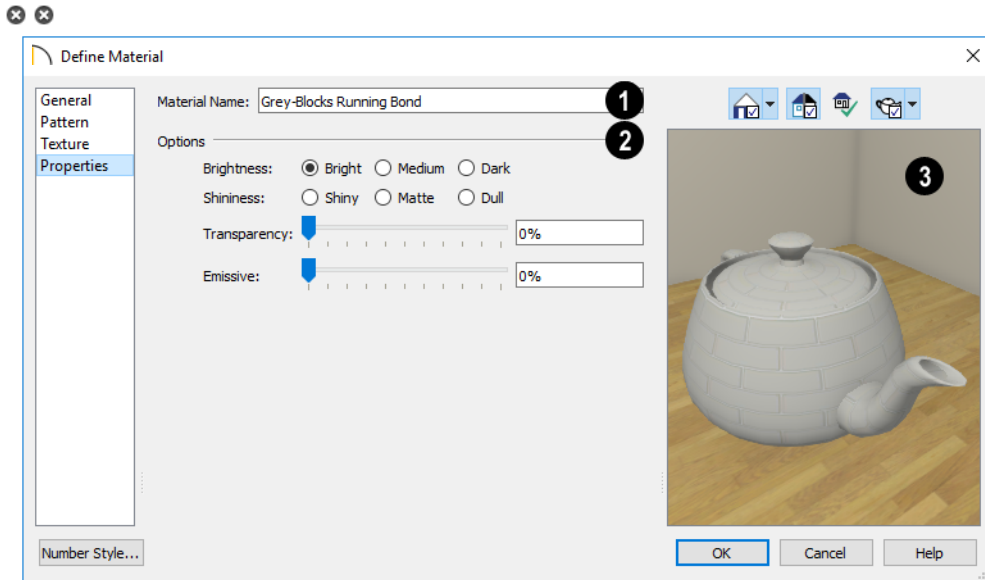 Define Material
General
Pattern
Texture
Properties
Material Name: Grey-Blocks Running Bond 1
Options 2
Brightness: Bright Medium Dark
Shininess: Shiny Matte Dull
Transparency: 0%
Emissive: 0%
3
Number Style...
OK Cancel Help